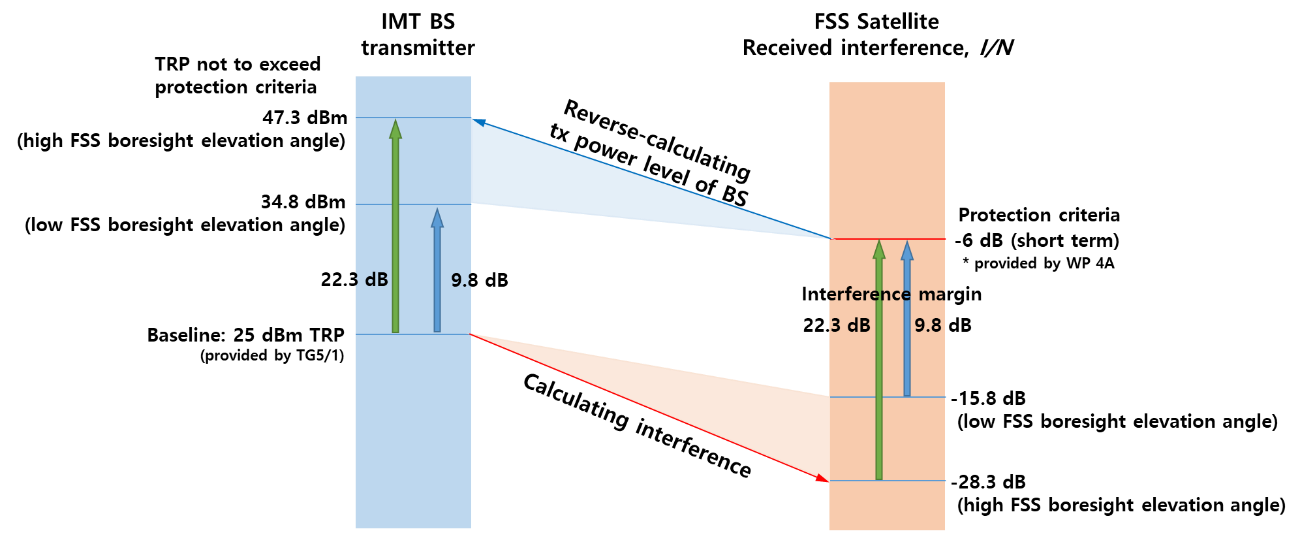 IMT BS
transmitter
FSS Satellite
Received interference, I/N
TRP not to exceed
protection criteria
47.3 dBm
(high FSS boresight elevation angle)
34.8 dBm
(low FSS boresight elevation angle)
22.3 dB
9.8 dB
Baseline: 25 dBm TRP
(provided by TG5/1)
Reverse-calculating
tx power level of BS
Calculating interference
Protection criteria
-6 dB (short term)
* provided by WP 4A
Interference margin
22.3 dB
9.8 dB
-15.8 dB
(low FSS boresight elevation angle)
-28.3 dB
(high FSS boresight elevation angle)